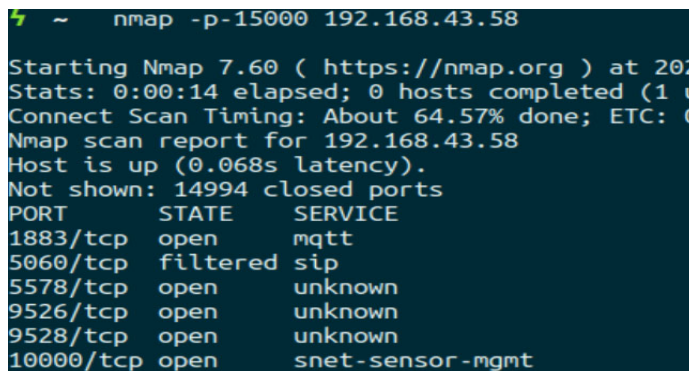 ~ nmap -p-15000 192.168.43.58
Starting Nmap 7.60 ( https://nmap.org ) at
Stats: 0:00:14 elapsed; 0 hosts completed (1
Connect Scan Timing: About 64.57% done; ETC:
Nmap scan report for 192.168.43.58
Host is up (0.068s latency).
Not shown: 14994 closed ports
PORT STATE SERVICE
1883/tcp open mqtt
5060/tcp filtered sip
5578/tcp open unknown
9526/tcp open unknown
9528/tcp open unknown
10000/tcp open snet-sensor-mgmt